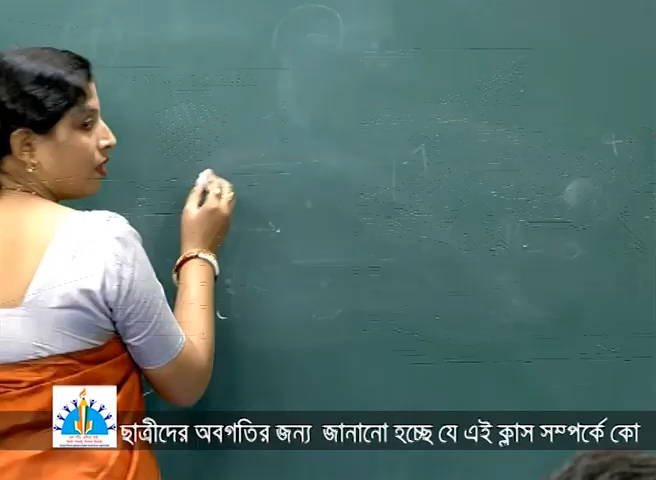 ছাত্রীদের অবগতির জন্য জানানো হচ্ছে যে এই ক্লাস সম্পর্কে কো